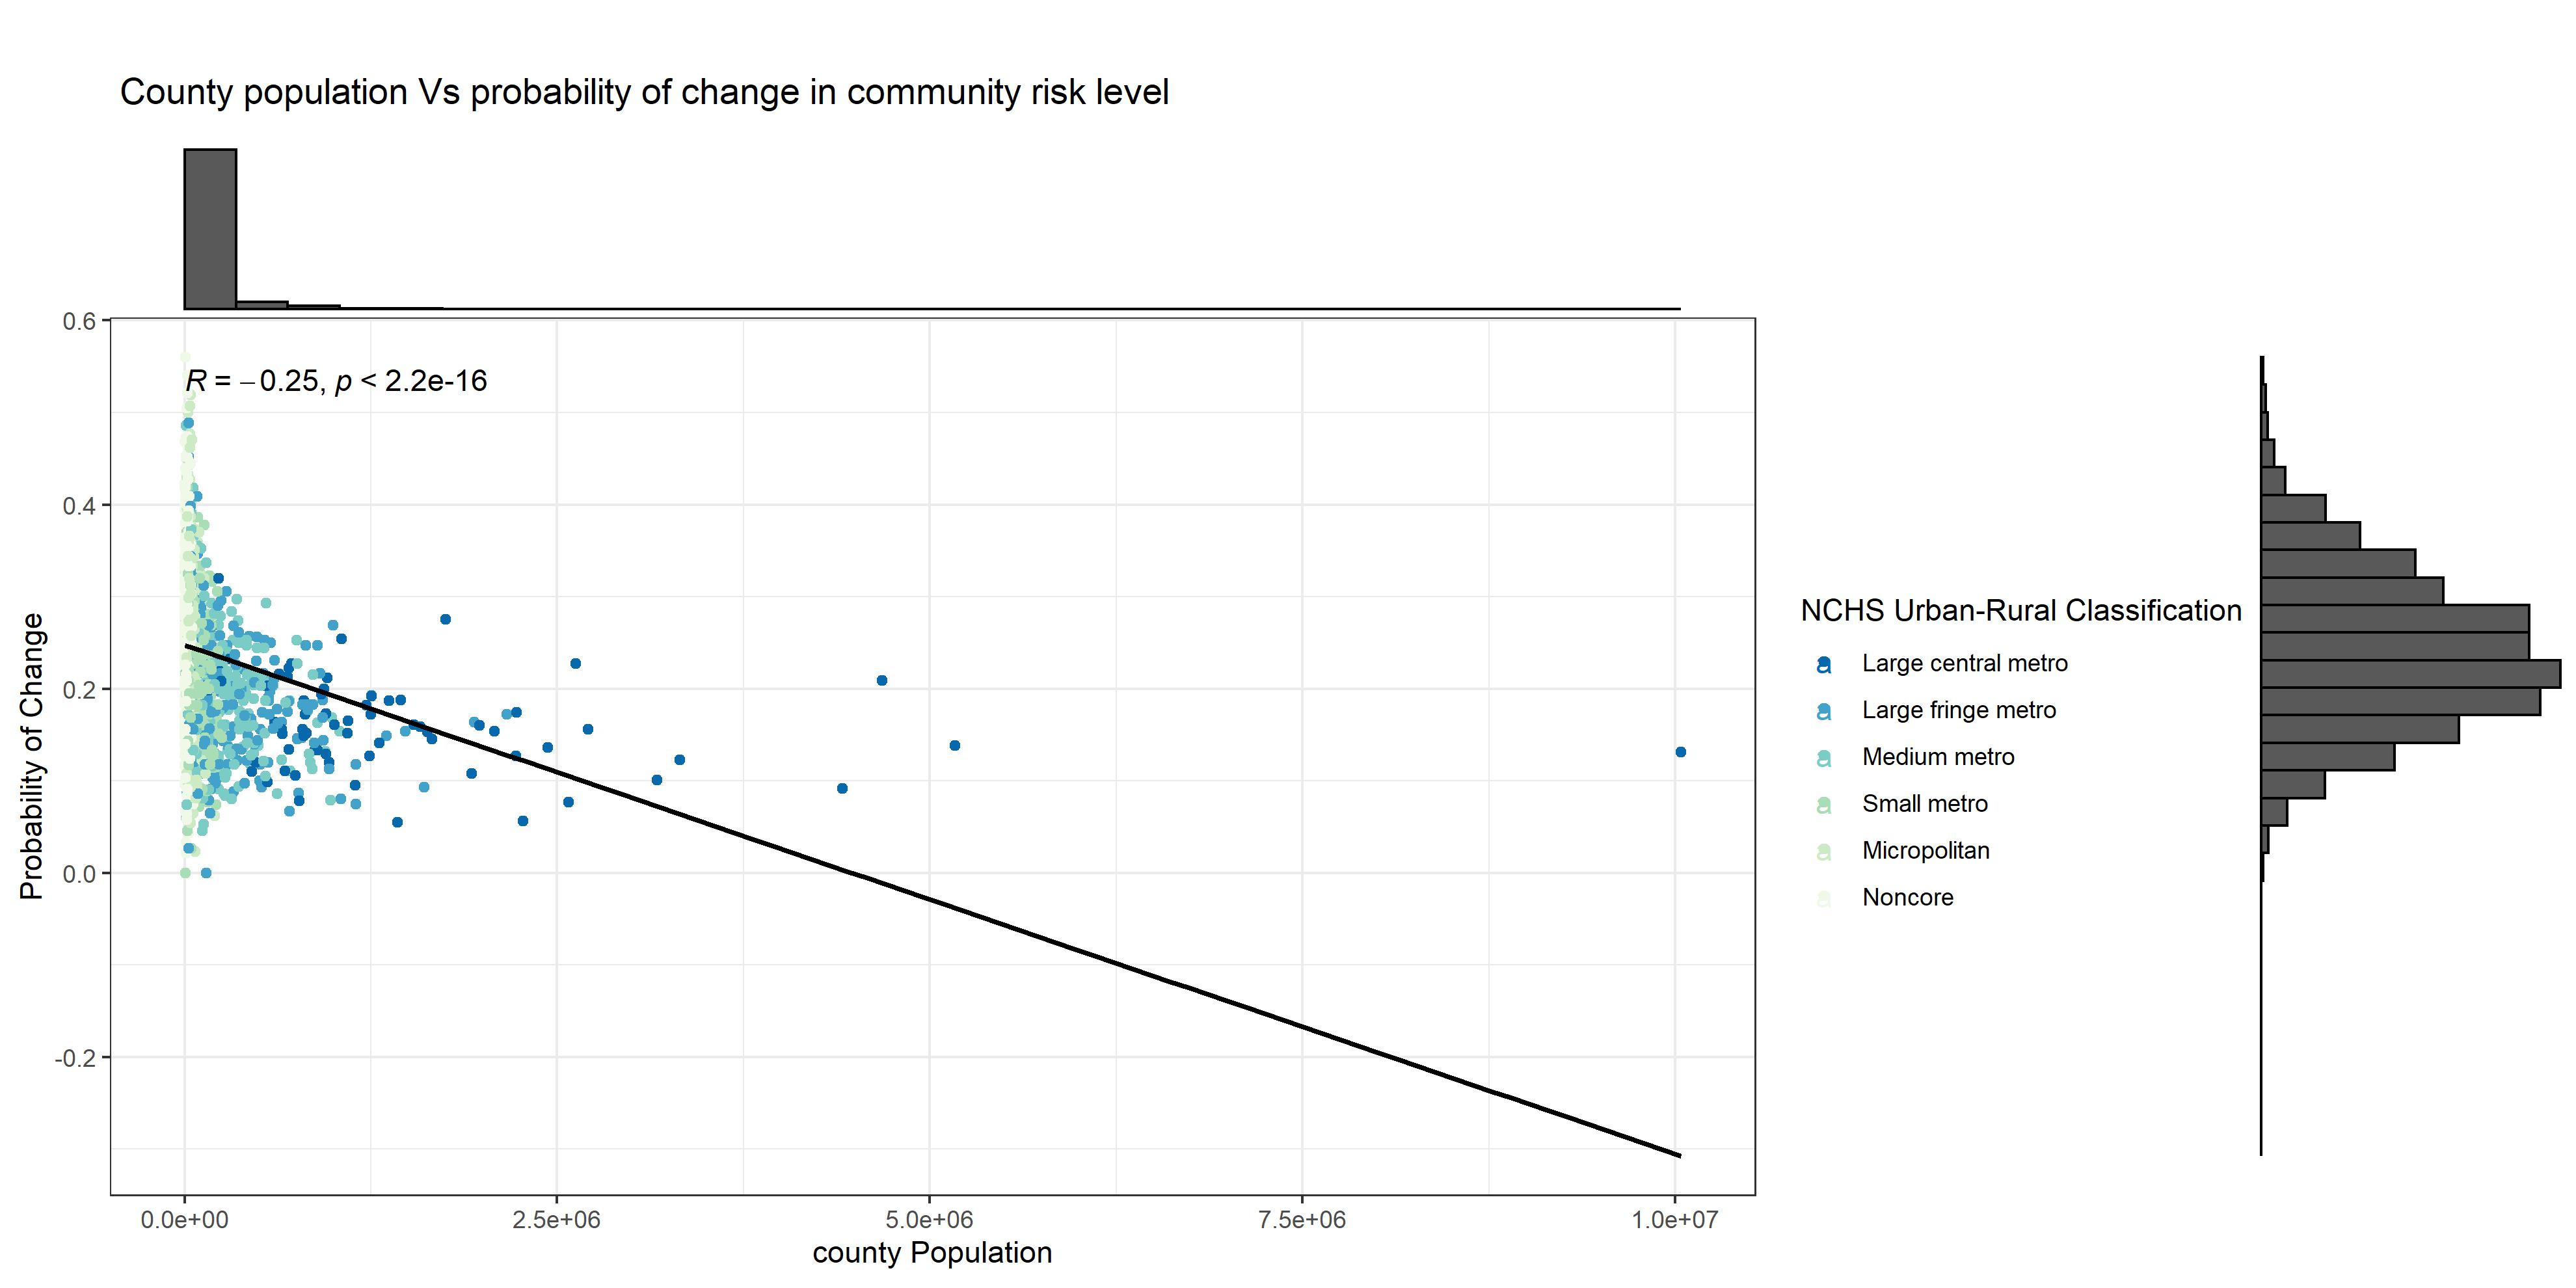 County population Vs probability of change in community risk level
0.6
R = −0.25, p < 2.2e-16
0.4
0.2
0.0
-0.2
Probability of Change
0.0e+00
2.5e+06
5.0e+06
7.5e+06
1.0e+07
county Population
NCHS Urban-Rural Classification
a Large central metro
a Large fringe metro
a Medium metro
a Small metro
a Micropolitan
a Noncore